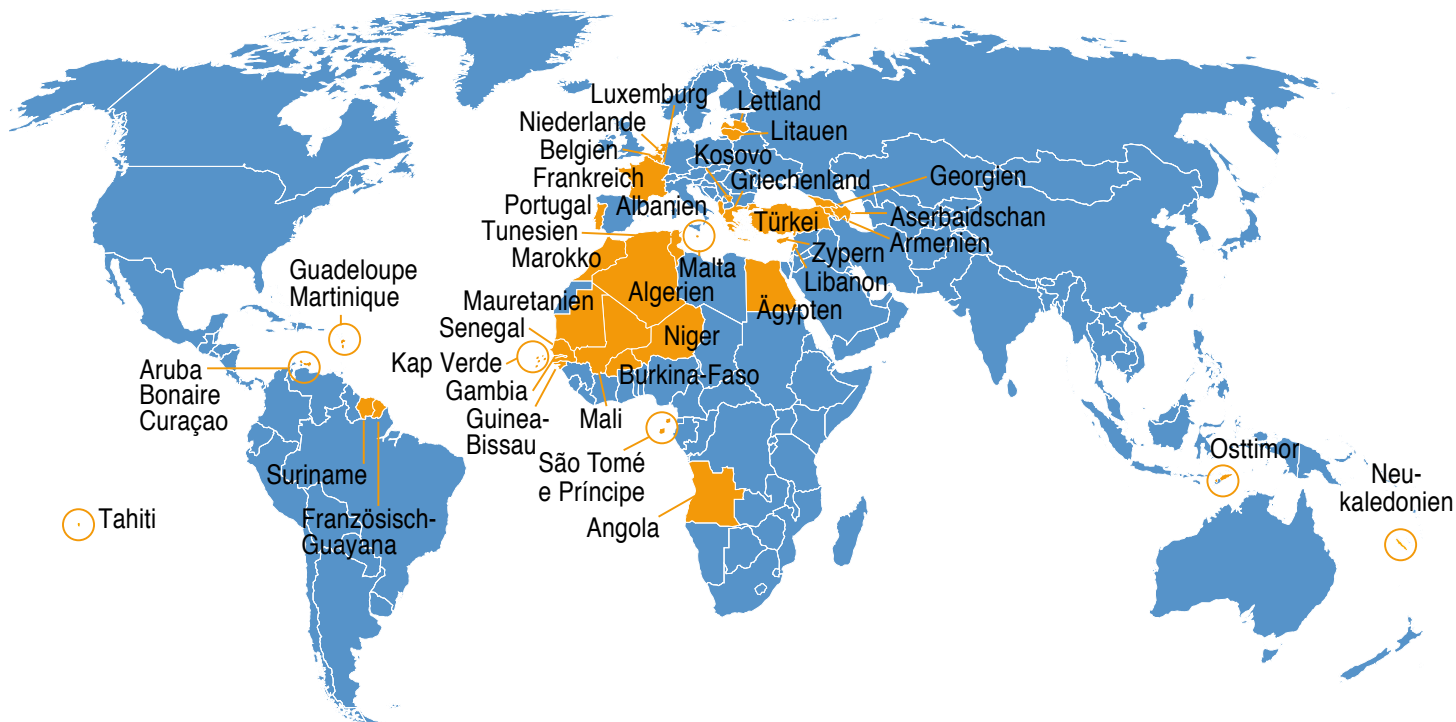 Luxemburg
Lettland
Niederlande
Litauen
Belgien
Kosovo
Frankreich
Griechenland
Georgien
Portugal
Albanien
Türkei
Aserbaidschan
Tunesien
Armenien
Marokko
Zypern
Malta
Libanon
Guadeloupe
Martinique
Algerien
Mauretanien
Ägypten
Senegal
Niger
Kap Verde
Burkina-Faso
Aruba
Bonaire
Curaçao
Gambia
Guinea-
Bissau
Mali
São Tomé
e Príncipe
Osttimor
Neu-
kaledonien
Suriname
Angola
Tahiti
Französisch-
Guayana